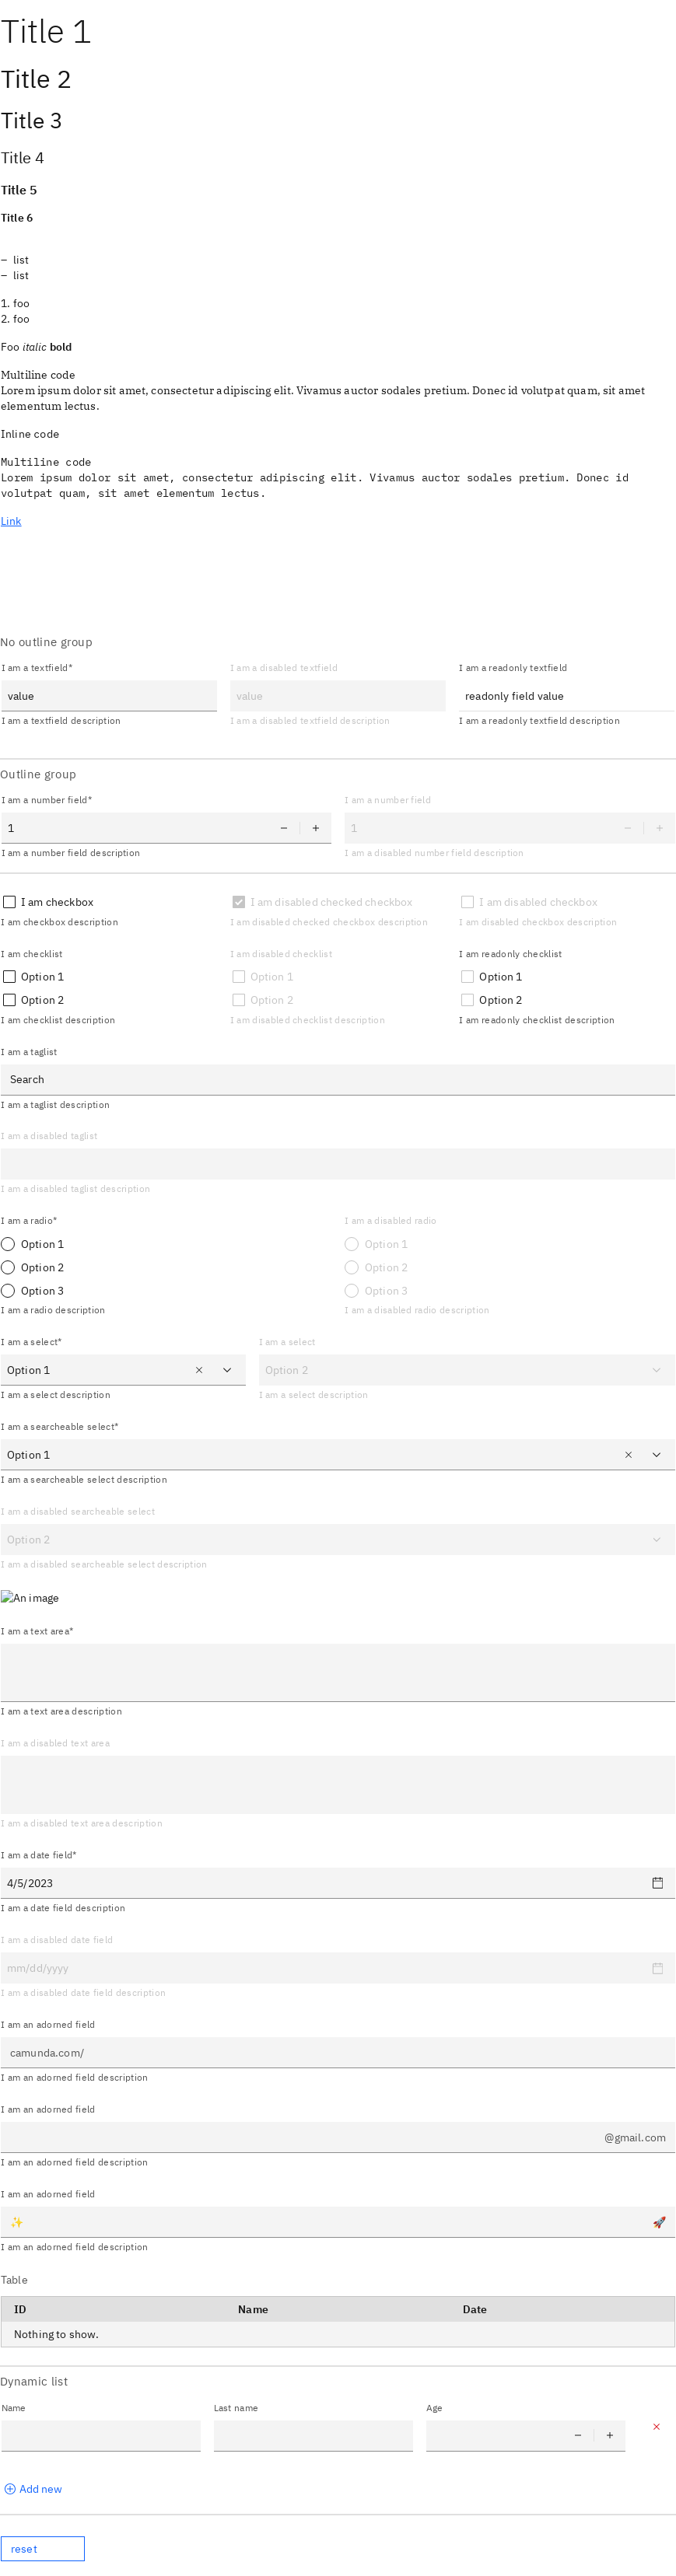 Title 1
Title 2
Title 3
Title 4
Title 5
Title 6
– list
– list
1. foo
2. foo
Foo italic bold
Multiline code
Lorem ipsum dolor sit amet, consectetur adipiscing elit. Vivamus auctor sodales pretium. Donec id volutpat quam, sit amet
elementum lectus.
Inline code
Multiline code
Lorem ipsum dolor sit amet, consectetur adipiscing elit. Vivamus auctor sodales pretium. Donec id
volutpat quam, sit amet elementum lectus.
Link
No outline group
I am a textfield* I am a disabled textfield I am a readonly textfield
value value readonly field value
I am a textfield description I am a disabled textfield description I am a readonly textfield description
Outline group
I am a number field* I am a number field
1 1
I am a number field description I am a disabled number field description
I am checkbox I am disabled checked checkbox I am disabled checkbox
I am checkbox description I am disabled checked checkbox description I am disabled checkbox description
I am checklist I am disabled checklist I am readonly checklist
Option 1 Option 1 Option 1
Option 2 Option 2 Option 2
I am checklist description I am disabled checklist description I am readonly checklist description
I am a taglist
Search
I am a taglist description
I am a disabled taglist
I am a disabled taglist description
I am a radio* I am a disabled radio
Option 1 Option 1
Option 2 Option 2
Option 3 Option 3
I am a radio description I am a disabled radio description
I am a select* I am a select
Option 1 Option 2
I am a select description I am a select description
I am a searcheable select*
Option 1
I am a searcheable select description
I am a disabled searcheable select
Option 2
I am a disabled searcheable select description
An image
I am a text area*
I am a text area description
I am a disabled text area
I am a disabled text area description
I am a date field*
4/5/2023
I am a date field description
I am a disabled date field
mm/dd/yyyy
I am a disabled date field description
I am an adorned field
camunda.com/
I am an adorned field description
I am an adorned field
@gmail.com
I am an adorned field description
I am an adorned field
✨ 🚀
I am an adorned field description
Table
ID Name Date
Nothing to show.
Dynamic list
Name Last name Age
Add new
reset